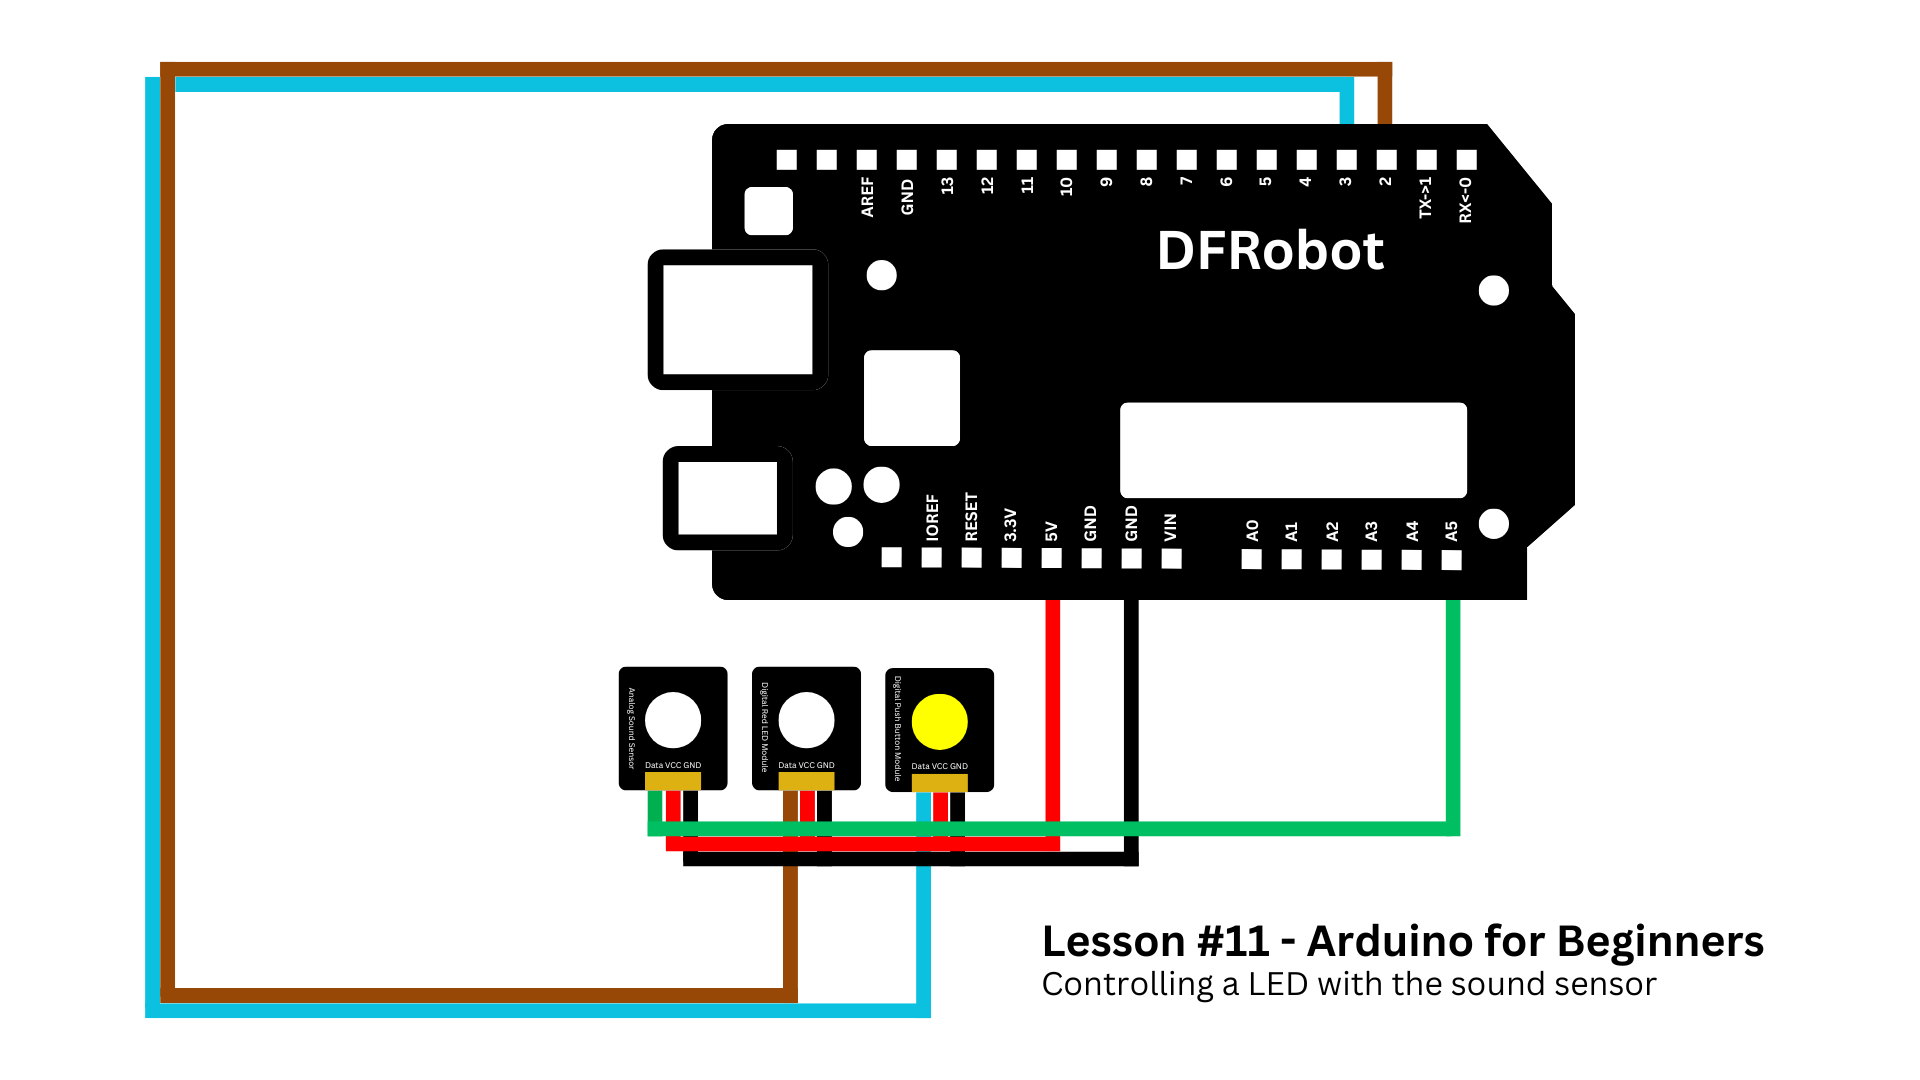 AREF
GND
13
12
11
10
9
8
7
6
5
4
3
2
TX->1
RX<-0
DFRobot
IOREF
RESET
3.3V
5V
GND
GND
VIN
A0
A1
A2
A3
A4
A5
Analog Sound Sensor
Data VCC GND
Digital Red LED Module
Data VCC GND
Digital Push Button Module
Data VCC GND
Lesson #11 - Arduino for Beginners
Controlling a LED with the sound sensor